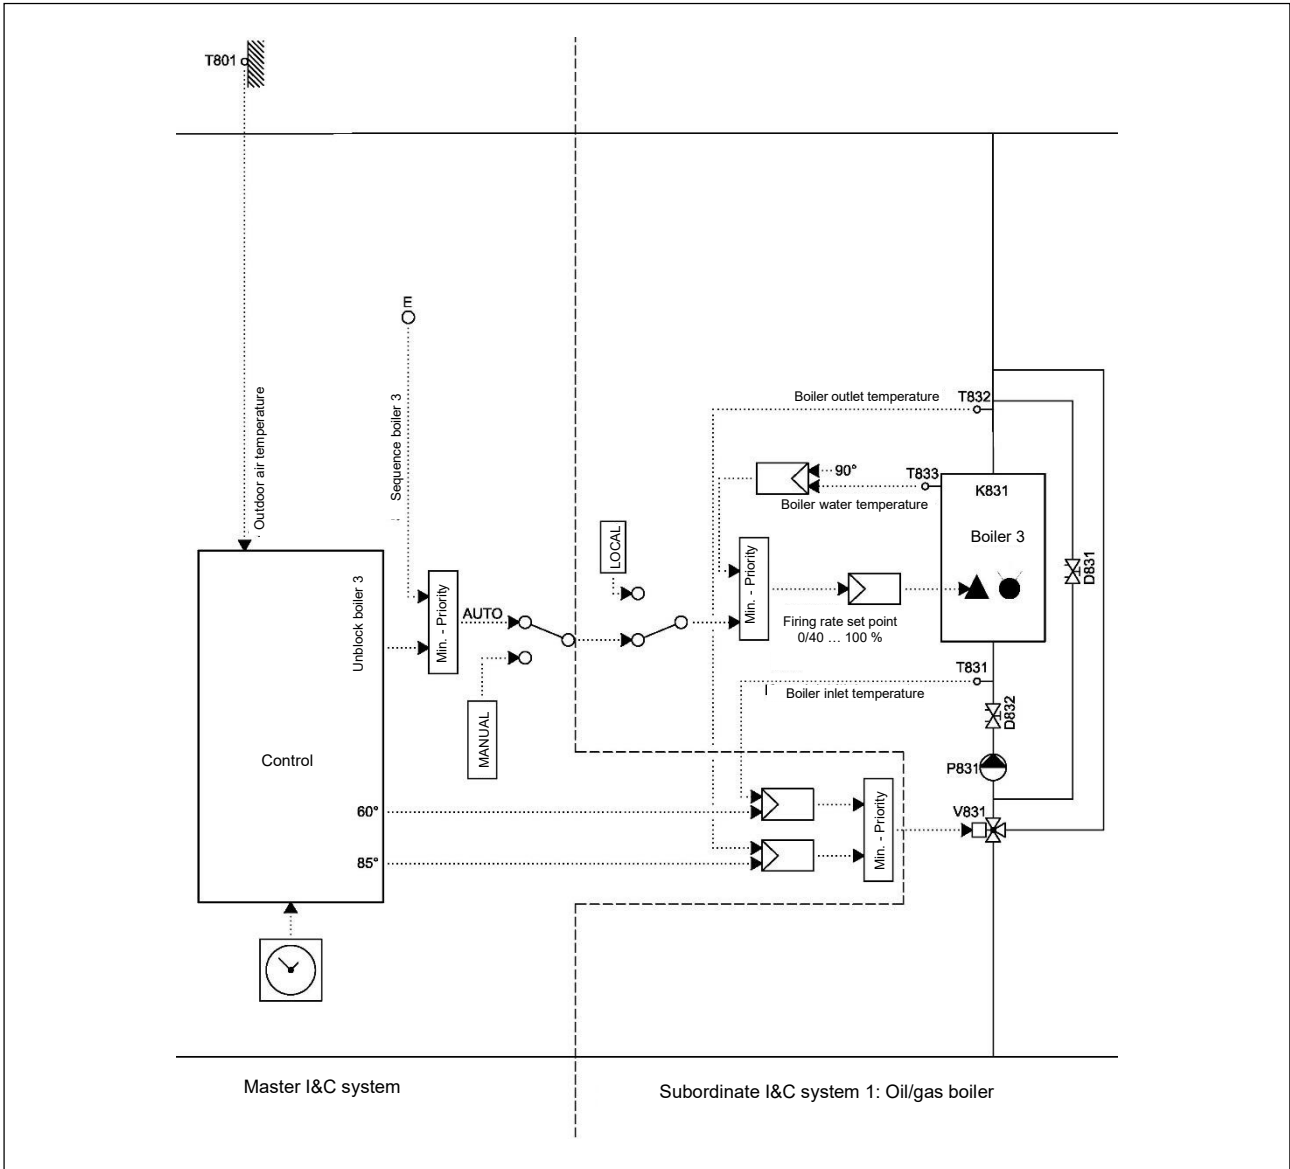 T801
E
Outdoor air temperature
Sequence boiler 3
Boiler outlet temperature
T832
90°
T833
K831
Boiler water temperature
Boiler 3
LOCAL
D831
Unblock boiler 3
Min. - Priority
AUTO
Min. - Priority
Firing rate set point
0/40 ... 100 %
T831
Boiler inlet temperature
D832
MANUAL
Control
P831
60°
Min. - Priority
V831
85°
Master I&C system
Subordinate I&C system 1: Oil/gas boiler